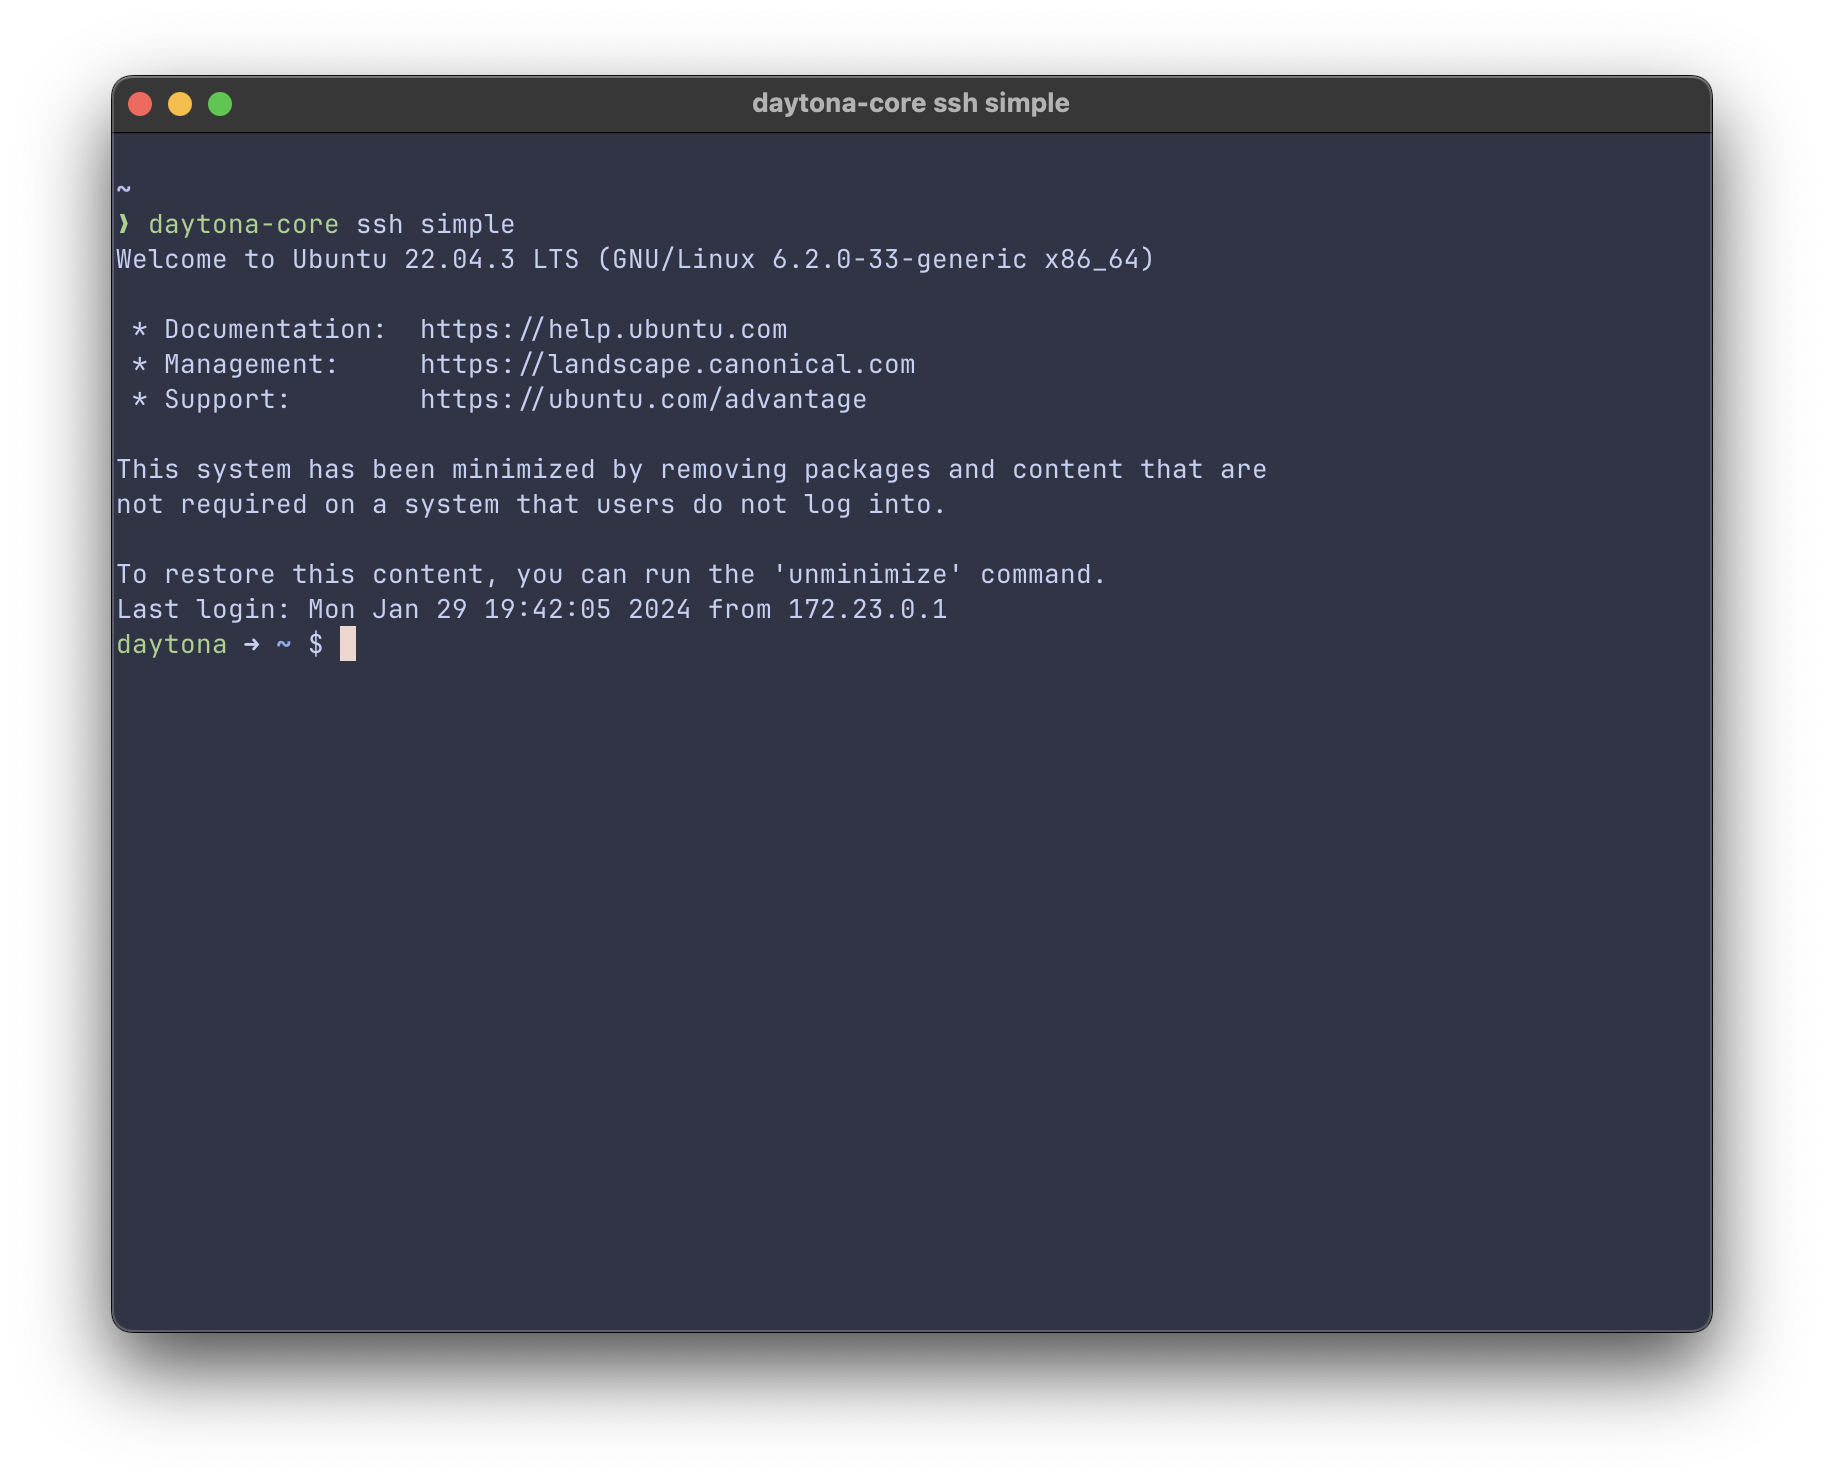 daytona-core ssh simple
~
❯ daytona-core ssh simple
Welcome to Ubuntu 22.04.3 LTS (GNU/Linux 6.2.0-33-generic x86_64)
* Documentation:  https://help.ubuntu.com
* Management:     https://landscape.canonical.com
* Support:        https://ubuntu.com/advantage
This system has been minimized by removing packages and content that are
not required on a system that users do not log into.
To restore this content, you can run the 'unminimize' command.
Last login: Mon Jan 29 19:42:05 2024 from 172.23.0.1
daytona ➜ ~ $